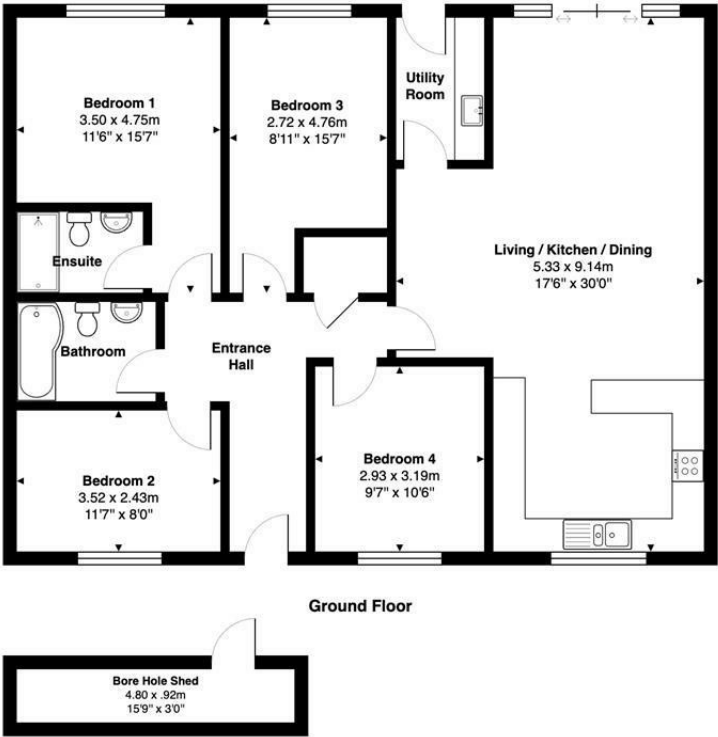 Bedroom 1
3.50 x 4.75m
11'6" x 15'7"
Bedroom 3
2.72 x 4.76m
8'11" x 15'7"
Utility
Room
Living / Kitchen / Dining
5.33 x 9.14m
17'6" x 30'0"
Ensuite
Bathroom
Entrance
Hall
Bedroom 2
3.52 x 2.43m
11'7" x 8'0"
Bedroom 4
2.93 x 3.19m
9'7" x 10'6"
Ground Floor
Bore Hole Shed
4.80 x .92m
15'9" x 3'0"